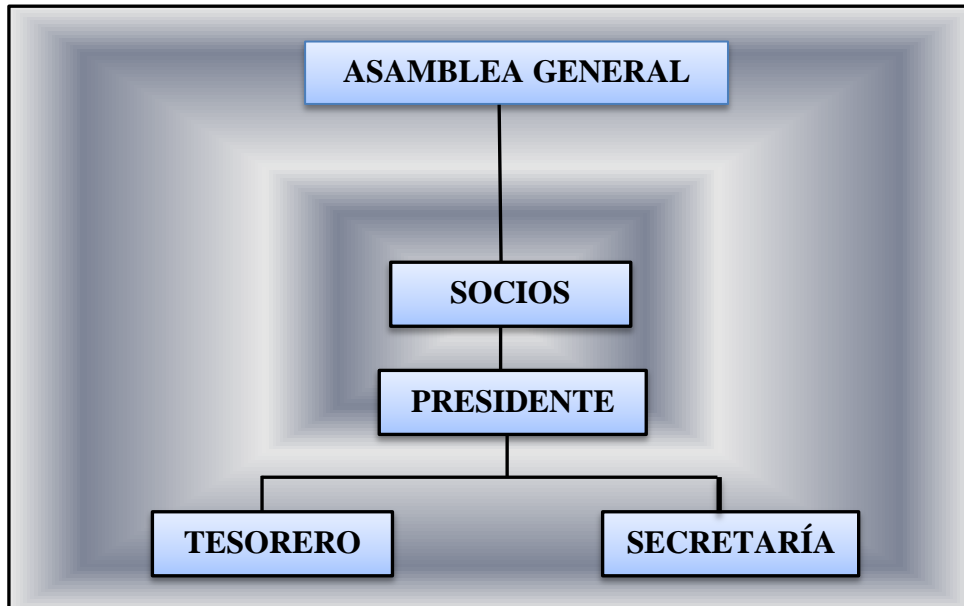 ASAMBLEA GENERAL
SOCIOS
PRESIDENTE
TESORERO
SECRETARÍA